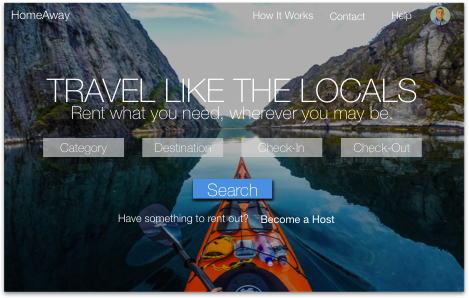 HomeAway How It Works Contact Help
TRAVEL LIKE THE LOCALS
Rent what you need, wherever you may be.
Category Destination Check-In Check-Out
Search
Have something to rent out? Become a Host